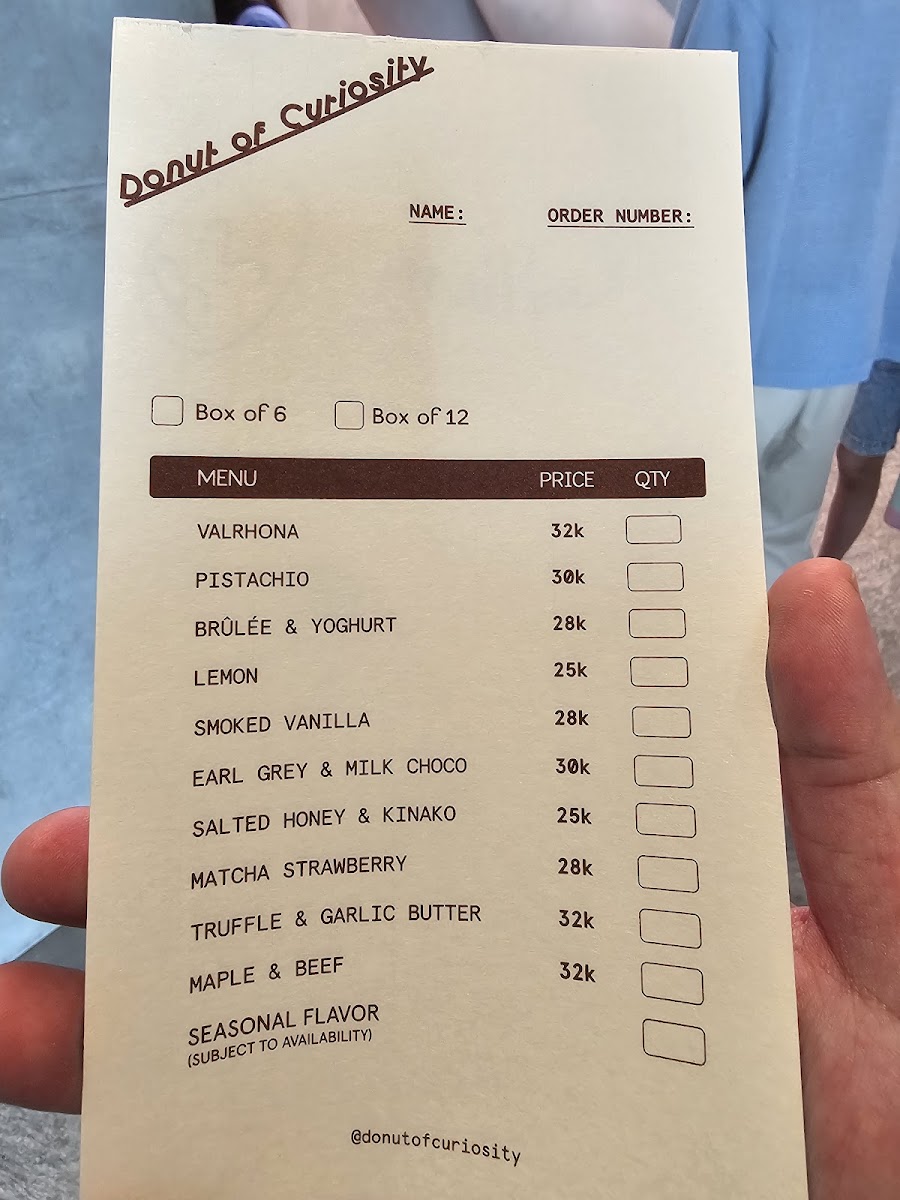 Donut of Curiosity
NAME: ORDER NUMBER:
Box of 6 Box of 12
MENU PRICE QTY
VALRHONA 32k
PISTACHIO 30k
BRÛLÉE & YOGHURT 28k
LEMON 25k
SMOKED VANILLA 28k
EARL GREY & MILK CHOCO 30k
SALTED HONEY & KINAKO 25k
MATCHA STRAWBERRY 28k
TRUFFLE & GARLIC BUTTER 32k
MAPLE & BEEF 32k
SEASONAL FLAVOR
(SUBJECT TO AVAILABILITY)
@donutofcuriosity